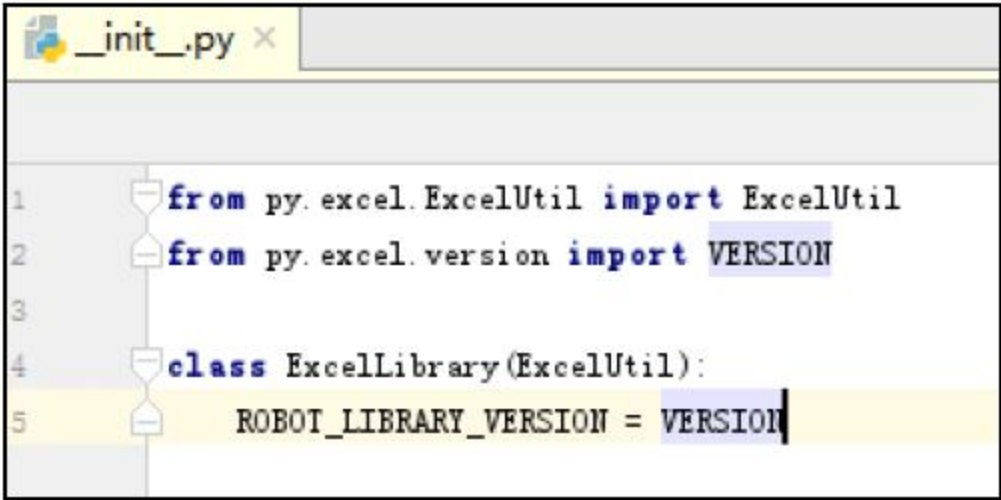 __init__.py
1 from py.excel.ExcelUtil import ExcelUtil
2 from py.excel.version import VERSION
3
4 class ExcelLibrary(ExcelUtil):
5 ROBOT_LIBRARY_VERSION = VERSION